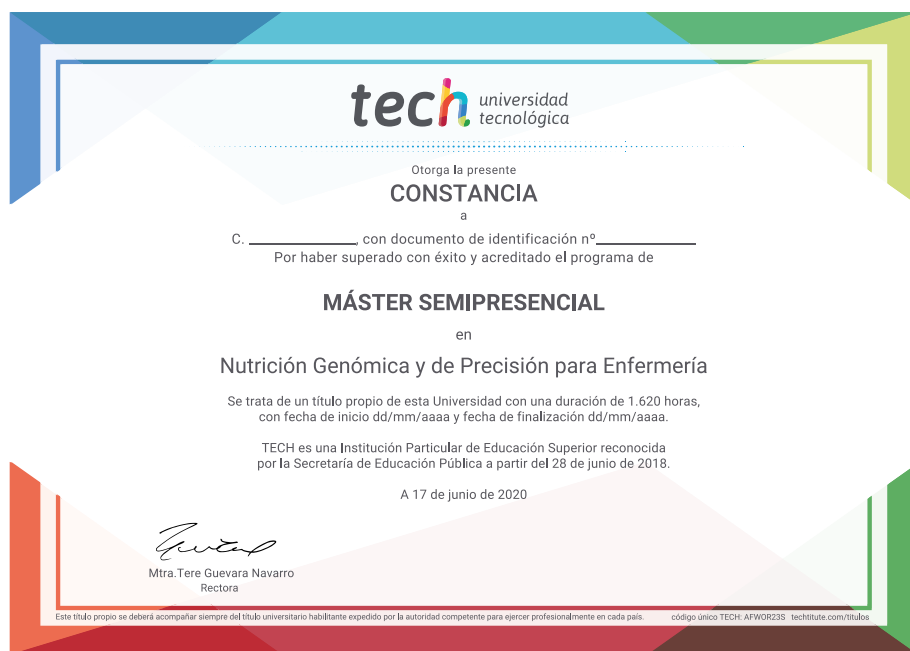 tech universidad
tecnológica
Otorga la presente
CONSTANCIA
a
C. ______________, con documento de identificación nº_____________
Por haber superado con éxito y acreditado el programa de
MÁSTER SEMIPRESENCIAL
en
Nutrición Genómica y de Precisión para Enfermería
Se trata de un título propio de esta Universidad con una duración de 1.620 horas,
con fecha de inicio dd/mm/aaaa y fecha de finalización dd/mm/aaaa.
TECH es una Institución Particular de Educación Superior reconocida
por la Secretaría de Educación Pública a partir del 28 de junio de 2018.
A 17 de junio de 2020
Mtra.Tere Guevara Navarro
Rectora
Este título propio se deberá acompañar siempre del título universitario habilitante expedido por la autoridad competente para ejercer profesionalmente en cada país. código único TECH: AFWOR23S techtitute.com/titulos